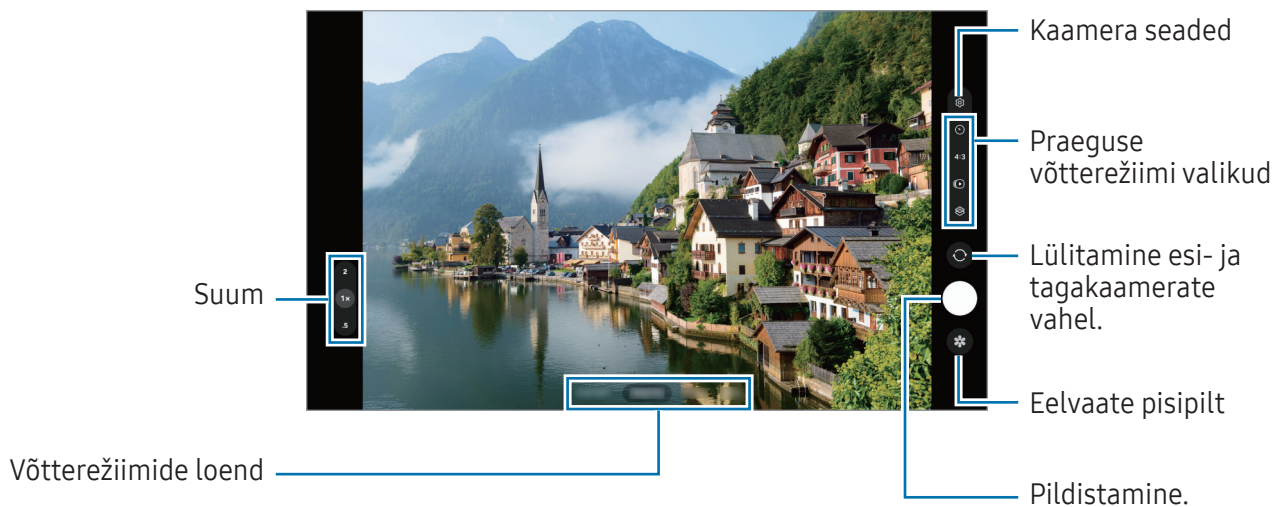 Kaamera seaded
4:3
Praeguse
võtterežiimi valikud
2
1×
.5
Suum
Lülitamine esi- ja
tagakaamerate
vahel.
Eelvaate pisipilt
Võtterežiimide loend
Pildistamine.